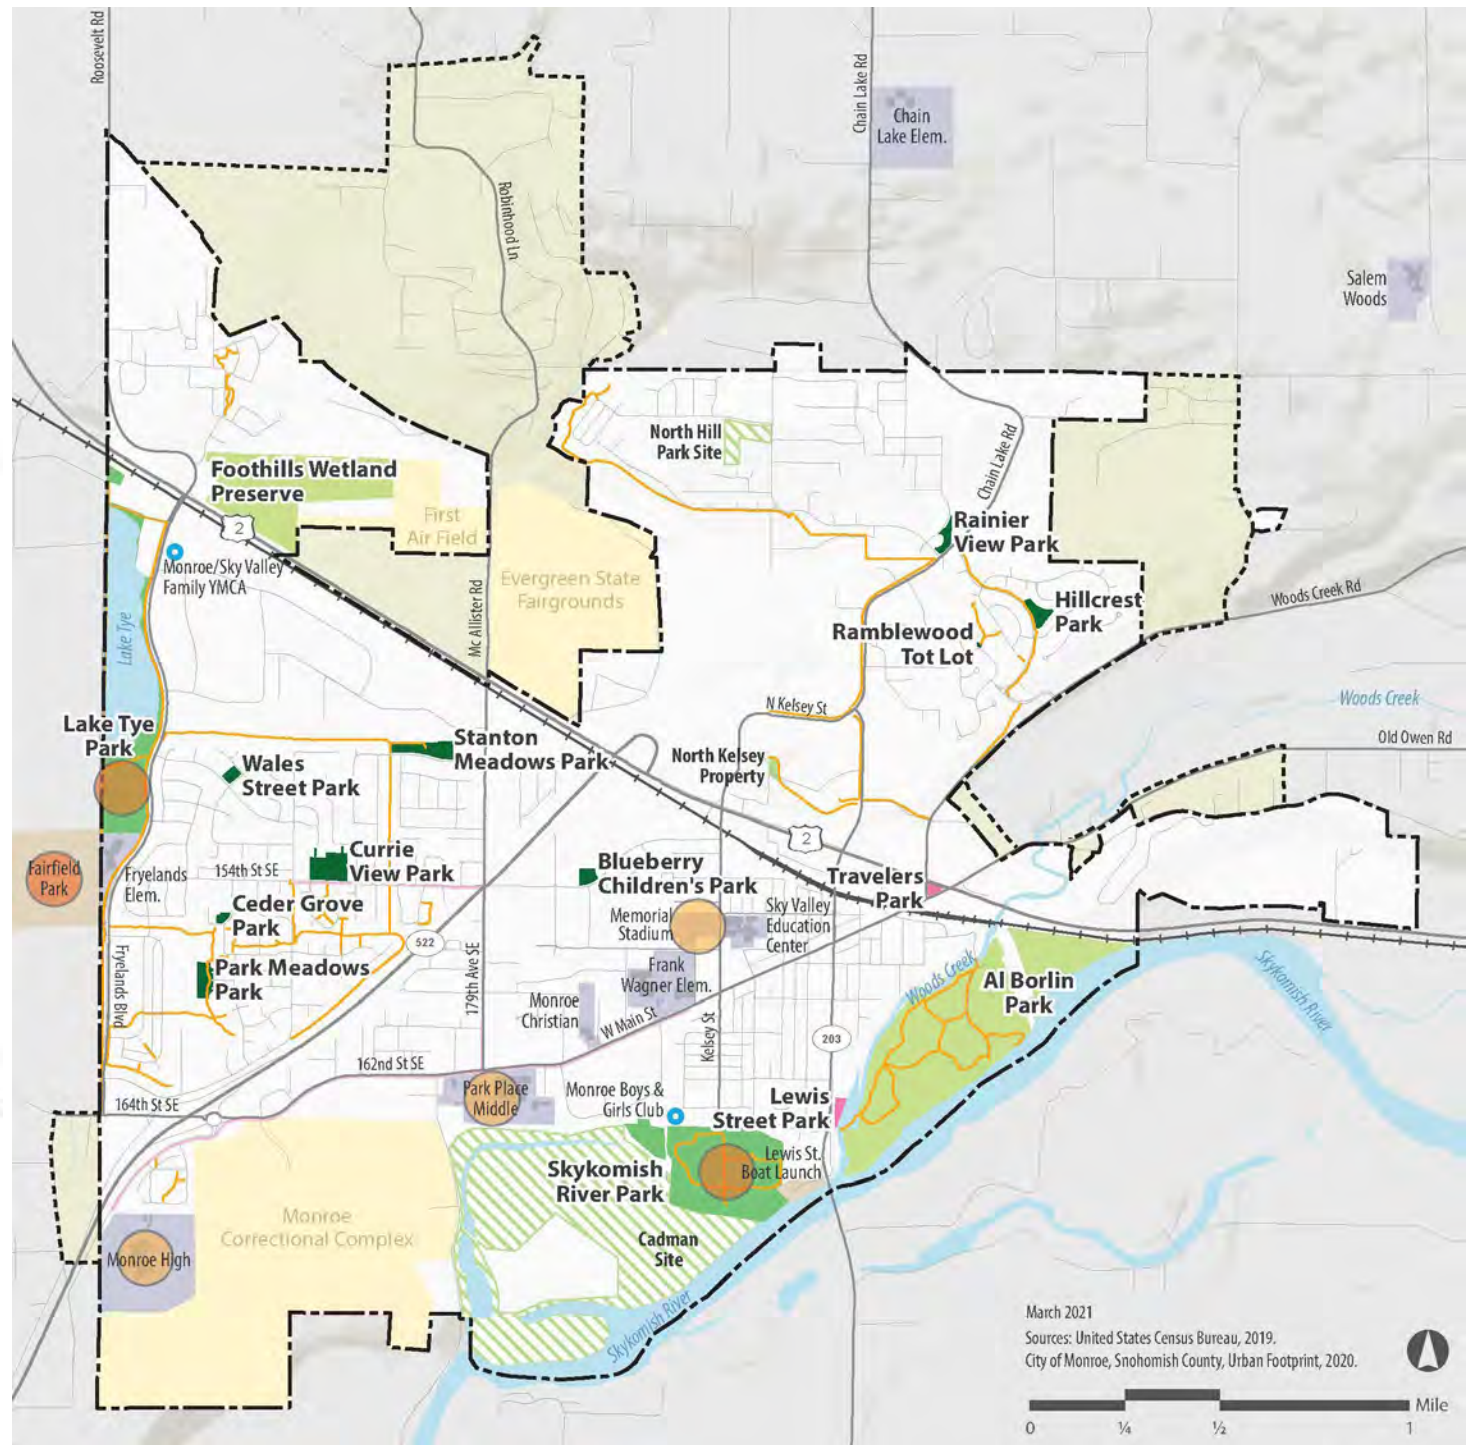 Roosevelt Rd
Robinhood Ln
Chain Lake Rd
Chain
Lake Elem.
Salem
Woods
North Hill
Park Site
Chain Lake Rd
Foothills Wetland
Preserve
2
First
Air Field
Rainier
View Park
Monroe/Sky Valley
Family YMCA
Evergreen State
Fairgrounds
Mc Allister Rd
Hillcrest
Park
Woods Creek Rd
Ramblewood
Tot Lot
Lake Tye
N Kelsey St
Woods Creek
Old Owen Rd
Lake Tye
Park
Stanton
Meadows Park
North Kelsey
Property
Wales
Street Park
2
Fairfield
Park
Fryelands
Elem.
154th St SE
Currie
View Park
Blueberry
Children's Park
Travelers
Park
Ceder Grove
Park
Memorial
Stadium
Sky Valley
Education
Center
522
Fryelands Blvd
Park Meadows
Park
179th Ave SE
Frank
Wagner Elem.
Monroe
Christian
W Main St
Kelsey St
Woods Creek
Al Borlin
Park
Skykomish River
203
162nd St SE
Park Place
Middle
Monroe Boys &
Girls Club
Lewis
Street Park
164th St SE
Lewis St.
Boat Launch
Skykomish
River Park
Monroe
Correctional Complex
Cadman
Site
Monroe High
Skykomish River
March 2021
Sources: United States Census Bureau, 2019.
City of Monroe, Snohomish County, Urban Footprint, 2020.
Mile
0 ¼ ½ 1